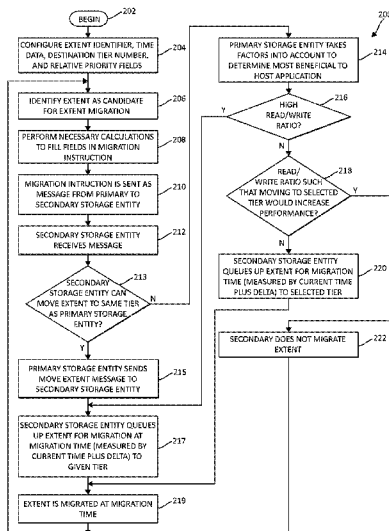 BEGIN
202
CONFIGURE EXTENT IDENTIFIER, TIME
DATA, DESTINATION TIER NUMBER,
AND RELATIVE PRIORITY FIELDS
204
IDENTIFY EXTENT AS CANDIDATE
FOR EXTENT MIGRATION
206
PERFORM NECESSARY CALCULATIONS
TO FILL FIELDS IN MIGRATION
INSTRUCTION
208
MIGRATION INTRUCTION IS SENT AS
MESSAGE FROM PRIMARY TO
SECONDARY STORAGE ENTITY
210
SECONDARY STORAGE ENTITY
RECEIVES MESSAGE
212
SECONDARY
STORAGE ENTITY CAN
MOVE EXTENT TO SAME TIER
AS PRIMARY STORAGE
ENTITY?
213
N
Y
PRIMARY STORAGE ENTITY SENDS
MOVE EXTENT MESSAGE TO
SECONDARY STORAGE ENTITY
215
SECONDARY STORAGE ENTITY QUEUES
UP EXTENT FOR MIGRATION AT
MIGRATION TIME (MEASURED BY
CURRENT TIME PLUS DELTA) TO
GIVEN TIER
217
EXTENT IS MIGRATED AT MIGRATION
TIME
219
PRIMARY STORAGE ENTITY TAKES
FACTORS INTO ACCOUNT TO
DETERMINE MOST BENEFICIAL TO
HOST APPLICATION
214
HIGH
READ/WRITE
RATIO?
216
Y
N
READ/
WRITE RATIO SUCH
THAT MOVING TO SELECTED
TIER WOULD INCREASE
PERFORMANCE?
218
Y
N
SECONDARY STORAGE ENTITY
QUEUES UP EXTENT FOR MIGRATION
TIME (MEASURED BY CURRENT TIME
PLUS DELTA) TO SELECTED TIER
220
SECONDARY DOES NOT MIGRATE
EXTENT
222